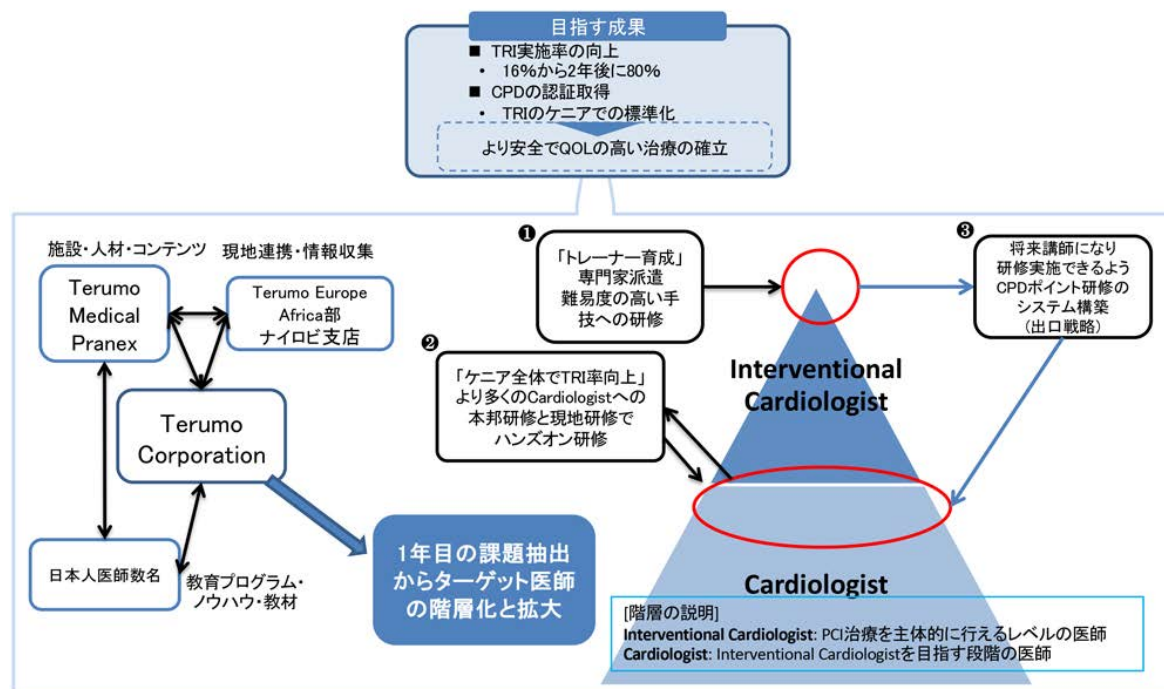 目指す成果
■ TRI実施率の向上
• 16%から2年後に80%
■ CPDの認証取得
• TRIのケニアでの標準化
より安全でQOLの高い治療の確立
施設・人材・コンテンツ
現地連携・情報収集
Terumo
Medical
Pranex
Terumo Europe
Africa部
ナイロビ支店
Terumo
Corporation
日本人医師数名
教育プログラム・
ノウハウ・教材
1年目の課題抽出
からターゲット医師
の階層化と拡大
❶
「トレーナー育成」
専門家派遣
難易度の高い手
技への研修
❷
「ケニア全体でTRI率向上」
より多くのCardiologistへの
本邦研修と現地研修で
ハンズオン研修
❸
将来講師になり
研修実施できるよう
CPDポイント研修の
システム構築
(出口戦略)
Interventional
Cardiologist
Cardiologist
[階層の説明]
Interventional Cardiologist: PCI治療を主体的に行えるレベルの医師
Cardiologist: Interventional Cardiologistを目指す段階の医師